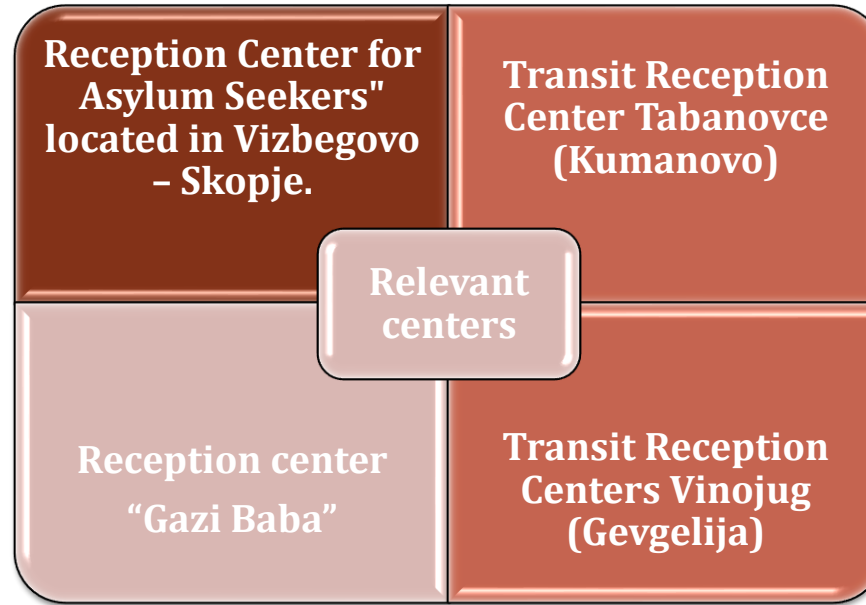 Reception Center for
Asylum Seekers" 
located in Vizbegovo
– Skopje.
Transit Reception
Center Tabanovce
(Kumanovo)
Relevant
centers
Reception center
“Gazi Baba”
Transit Reception
Centers Vinojug
(Gevgelija)